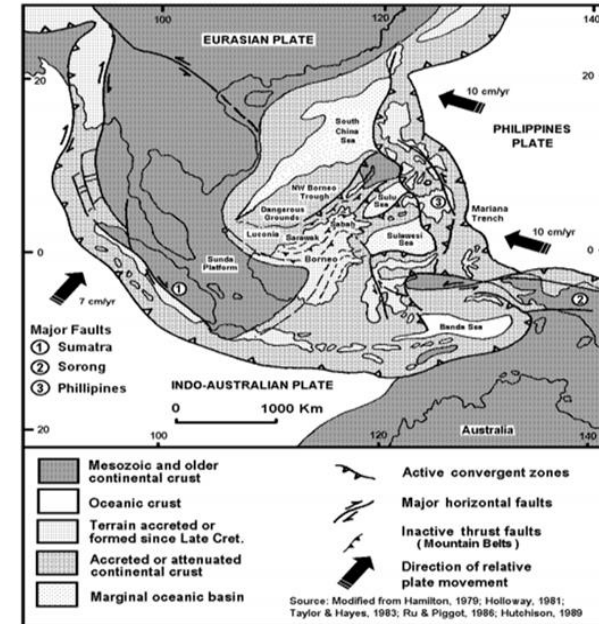 100
120
140
EURASIAN PLATE
20
20
10 cm/yr
South
China
Sea
PHILIPPINES
PLATE
NW Borneo
Trough
Sulu
Sea
3
Dangerous
Grounds
Mariana
Trench
Luconia
Sarawak
Sabah
Sulawesi
Sea
10 cm/yr
0
0
Sunda
Platform
Borneo
7 cm/yr
1
2
Major Faults
1 Sumatra
2 Sorong
3 Phillipines
Banda Sea
INDO-AUSTRALIAN PLATE
0 1000 Km
Australia
20
100
120
140
Mesozoic and older
continental crust
Oceanic crust
Terrain accreted or
formed since Late Cret.
Accreted or attenuated
continental crust
Marginal oceanic basin
Active convergent zones
Major horizontal faults
Inactive thrust faults
( Mountain Belts )
Direction of relative
plate movement
Source: Modified from Hamilton, 1979; Holloway, 1981;
Taylor & Hayes, 1983; Ru & Piggot, 1986; Hutchison, 1989